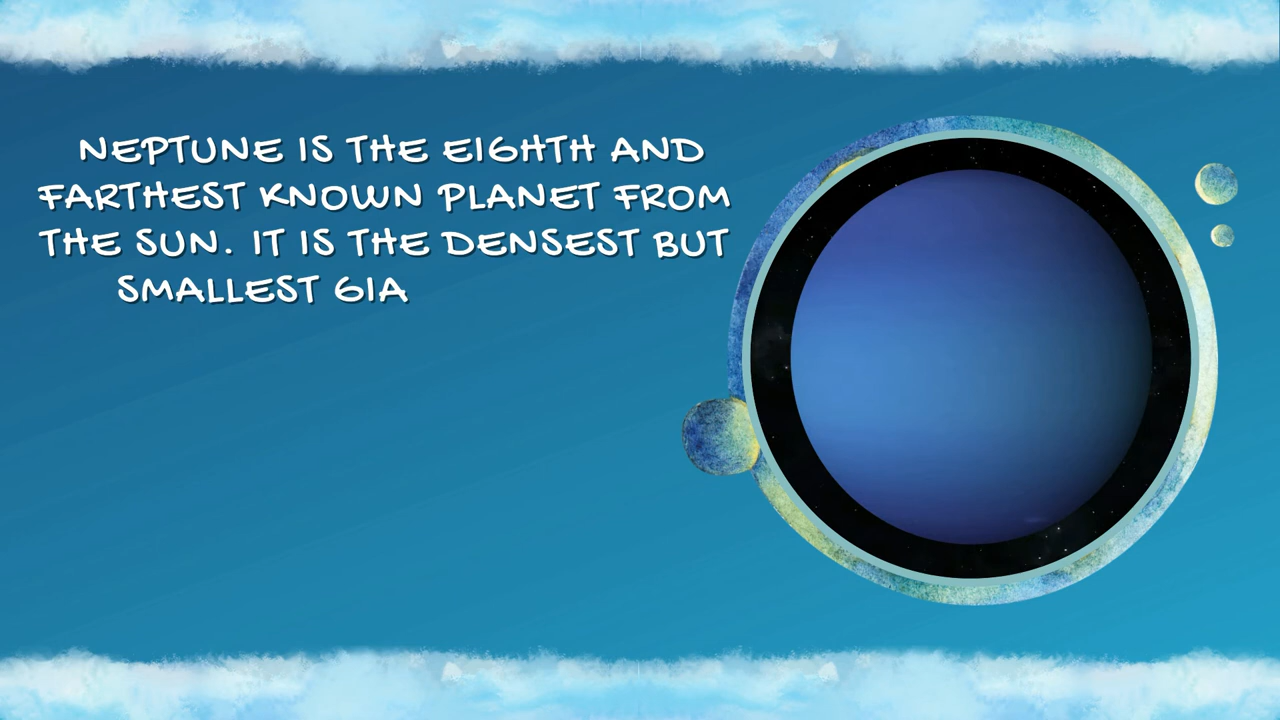 NEPTUNE IS THE EIGHTH AND
FARTHEST KNOWN PLANET FROM
THE SUN. IT IS THE DENSEST BUT
SMALLEST GIA